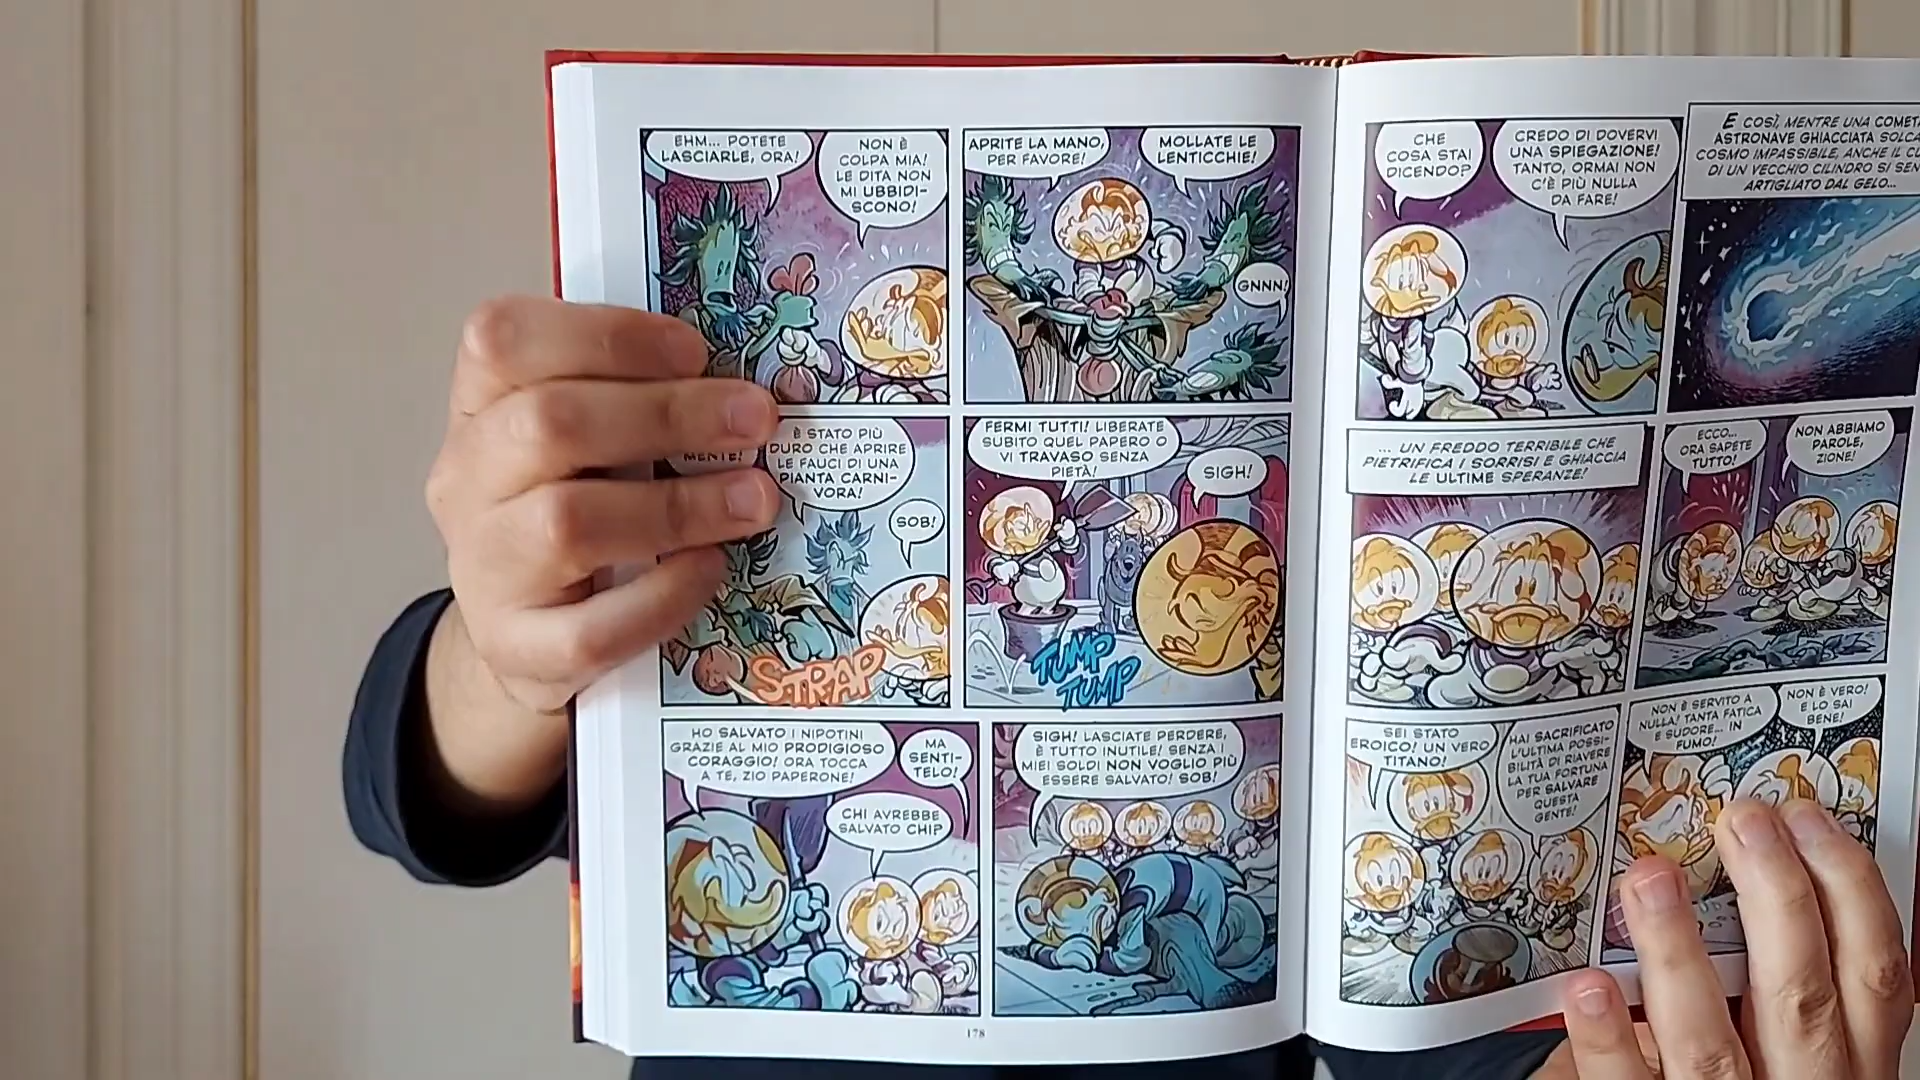 EHM... POTETE
LASCIARLE, ORA!
NON È
COLPA MIA!
LE DITA NON
MI UBBIDI-
SCONO!
APRITE LA MANO,
PER FAVORE!
MOLLATE LE
LENTICCHIE!
GNNN!
MENTE!
È STATO PIÙ
DURO CHE APRIRE
LE FAUCI DI UNA
PIANTA CARNI-
VORA!
SOB!
STRAP
FERMI TUTTI! LIBERATE
SUBITO QUEL PAPERO O
VI TRAVASO SENZA
PIETÀ!
SIGH!
TUMP
TUMP
HO SALVATO I NIPOTINI
GRAZIE AL MIO PRODIGIOSO
CORAGGIO! ORA TOCCA
A TE, ZIO PAPERONE!
MA
SENTI-
TELO!
CHI AVREBBE
SALVATO CHI?
SIGH! LASCIATE PERDERE,
È TUTTO INUTILE! SENZA I
MIEI SOLDI NON VOGLIO PIÙ
ESSERE SALVATO! SOB!
178
CHE
COSA STAI
DICENDO?
CREDO DI DOVERVI
UNA SPIEGAZIONE!
TANTO, ORMAI NON
C'È PIÙ NULLA
DA FARE!
E COSÌ, MENTRE UNA COMETA
ASTRONAVE GHIACCIATA SOLCA
COSMO IMPASSIBILE, ANCHE IL
DI UN VECCHIO CILINDRO SI
ARTIGLIATO DAL GELO...
... UN FREDDO TERRIBILE CHE
PIETRIFICA I SORRISI E GHIACCIA
LE ULTIME SPERANZE!
ECCO...
ORA SAPETE
TUTTO!
NON ABBIAMO
PAROLE,
ZIONE!
SEI STATO
EROICO! UN VERO
TITANO!
HAI SACRIFICATO
L'ULTIMA POSSI-
BILITÀ DI RIAVERE
LA TUA FORTUNA
PER SALVARE
QUESTA
GENTE!
NON È SERVITO A
NULLA! TANTA FATICA
E SUDORE... IN
FUMO!
NON È VERO!
E LO SAI
BENE!